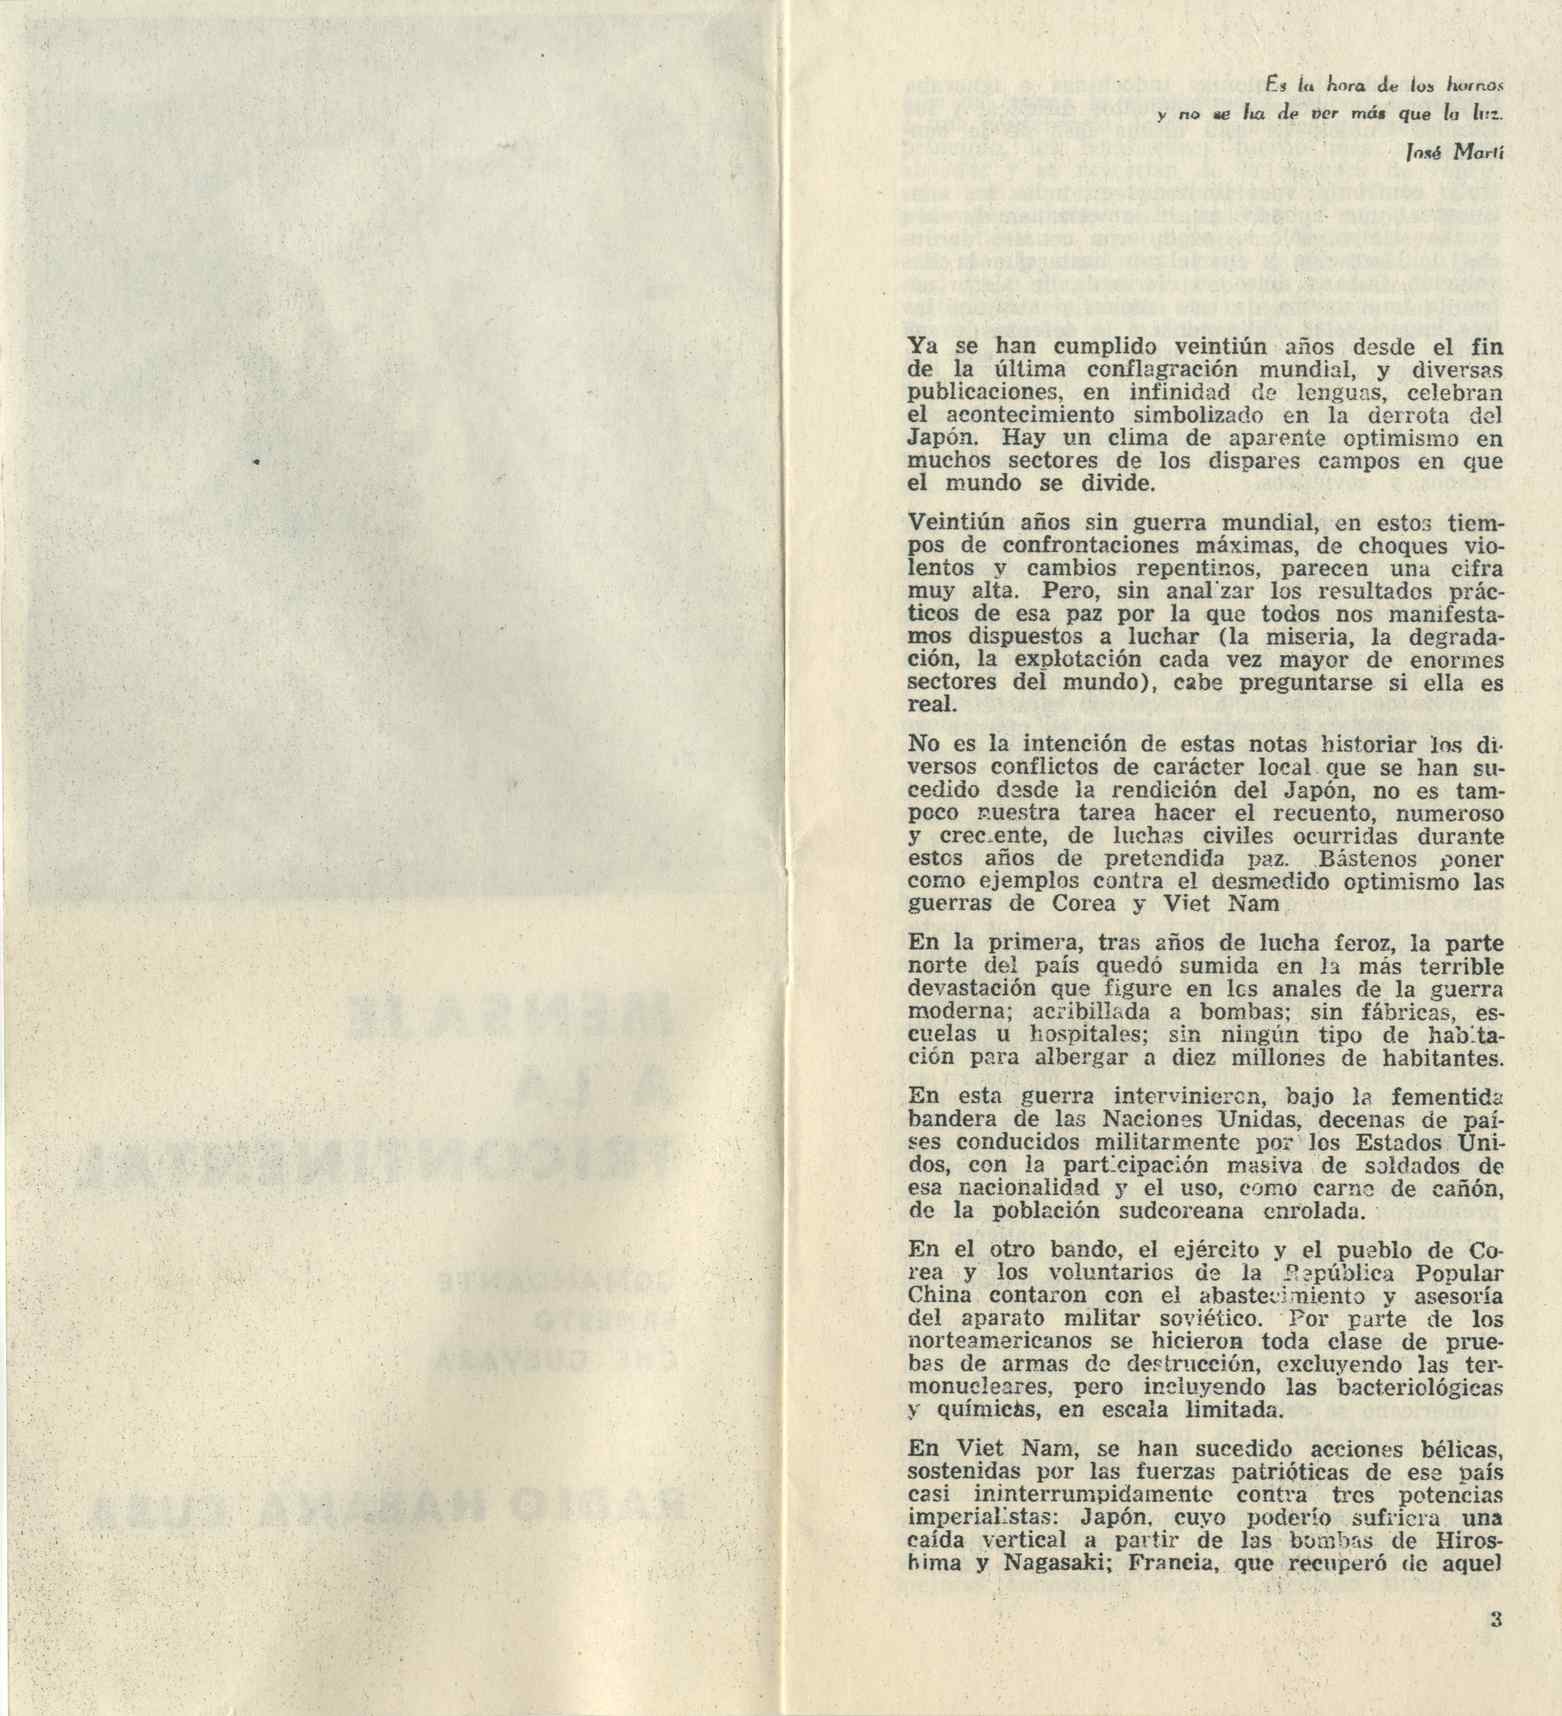 Es la hora de los hornos
y no se ha de ver más que la luz.
José Martí
Ya se han cumplido veintiún años desde el fin
de la última conflagración mundial, y diversas
publicaciones, en infinidad de lenguas, celebran
el acontecimiento simbolizado en la derrota del
Japón. Hay un clima de aparente optimismo en
muchos sectores de los dispares campos en que
el mundo se divide.
Veintiún años sin guerra mundial, en estos tiem-
pos de confrontaciones máximas, de choques vio-
lentos y cambios repentinos, parecen una cifra
muy alta. Pero, sin analizar los resultados prác-
ticos de esa paz por la que todos nos manifesta-
mos dispuestos a luchar (la miseria, la degrada-
ción, la explotación cada vez mayor de enormes
sectores del mundo), cabe preguntarse si ella es
real.
No es la intención de estas notas historiar los di-
versos conflictos de carácter local que se han su-
cedido desde la rendición del Japón, no es tam-
poco nuestra tarea hacer el recuento, numeroso
y creciente, de luchas civiles ocurridas durante
estos años de pretendida paz. Bástenos poner
como ejemplos contra el desmedido optimismo las
guerras de Corea y Viet Nam
En la primera, tras años de lucha feroz, la parte
norte del país quedó sumida en la más terrible
devastación que figure en los anales de la guerra
moderna; acribillada a bombas; sin fábricas, es-
cuelas u hospitales; sin ningún tipo de habita-
ción para albergar a diez millones de habitantes.
En esta guerra intervinieron, bajo la fementida
bandera de las Naciones Unidas, decenas de paí-
ses conducidos militarmente por los Estados Uni-
dos, con la participación masiva de soldados de
esa nacionalidad y el uso, como carne de cañón,
de la población sudcoreana enrolada.
En el otro bando, el ejército y el pueblo de Co-
rea y los voluntarios de la República Popular
China contaron con el abastecimiento y asesoría
del aparato militar soviético. Por parte de los
norteamericanos se hicieron toda clase de prue-
bas de armas de destrucción, excluyendo las ter-
monucleares, pero incluyendo las bacteriológicas
y químicas, en escala limitada.
En Viet Nam, se han sucedido acciones bélicas,
sostenidas por las fuerzas patrióticas de ese país
casi ininterrumpidamente contra tres potencias
imperialistas: Japón, cuyo poderío sufriera una
caída vertical a partir de las bombas de Hiros-
hima y Nagasaki; Francia, que recuperó de aquel
3